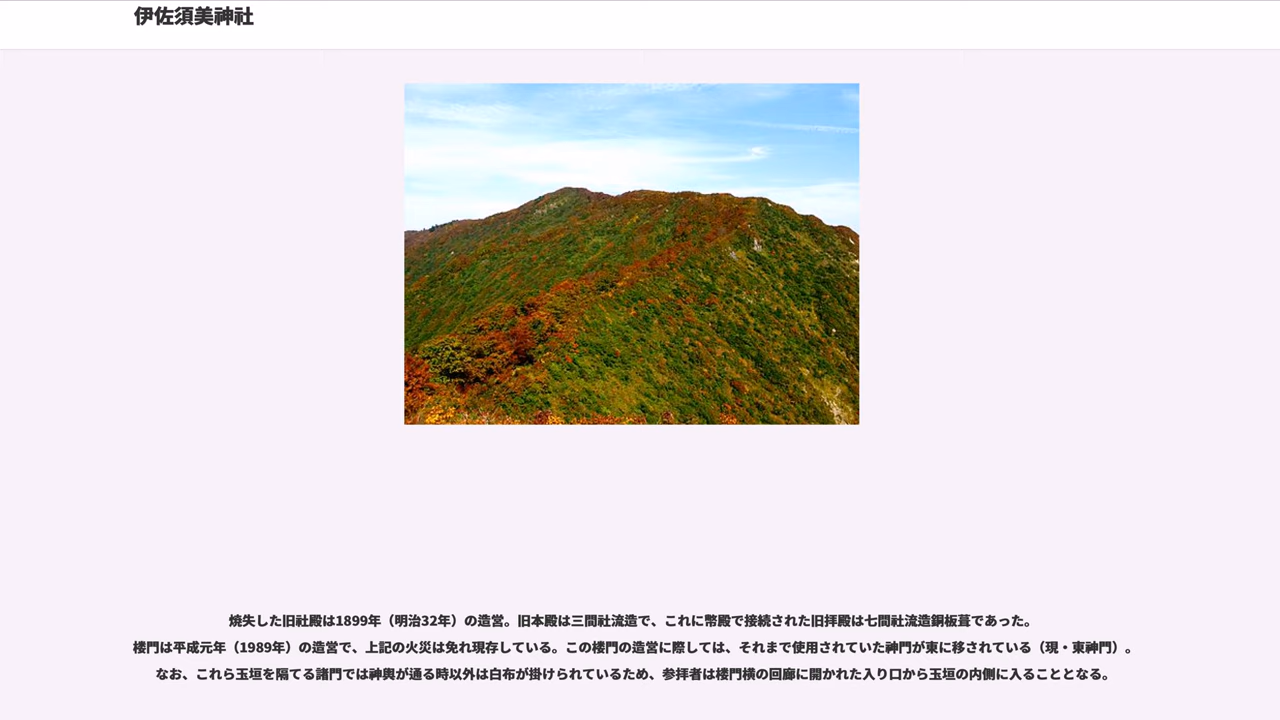 伊佐須美神社
焼失した旧社殿は1899年（明治32年）の造営。旧本殿は三間社流造で、これに幣殿で接続された旧拝殿は七間社流造銅板葺であった。
楼門は平成元年（1989年）の造営で、上記の火災は免れ現存している。この楼門の造営に際しては、それまで使用されていた神門が東に移されている（現・東神門）。
なお、これら玉垣を隔てる諸門では神輿が通る時以外は白布が掛けられているため、参拝者は楼門横の回廊に開かれた入り口から玉垣の内側に入ることとなる。